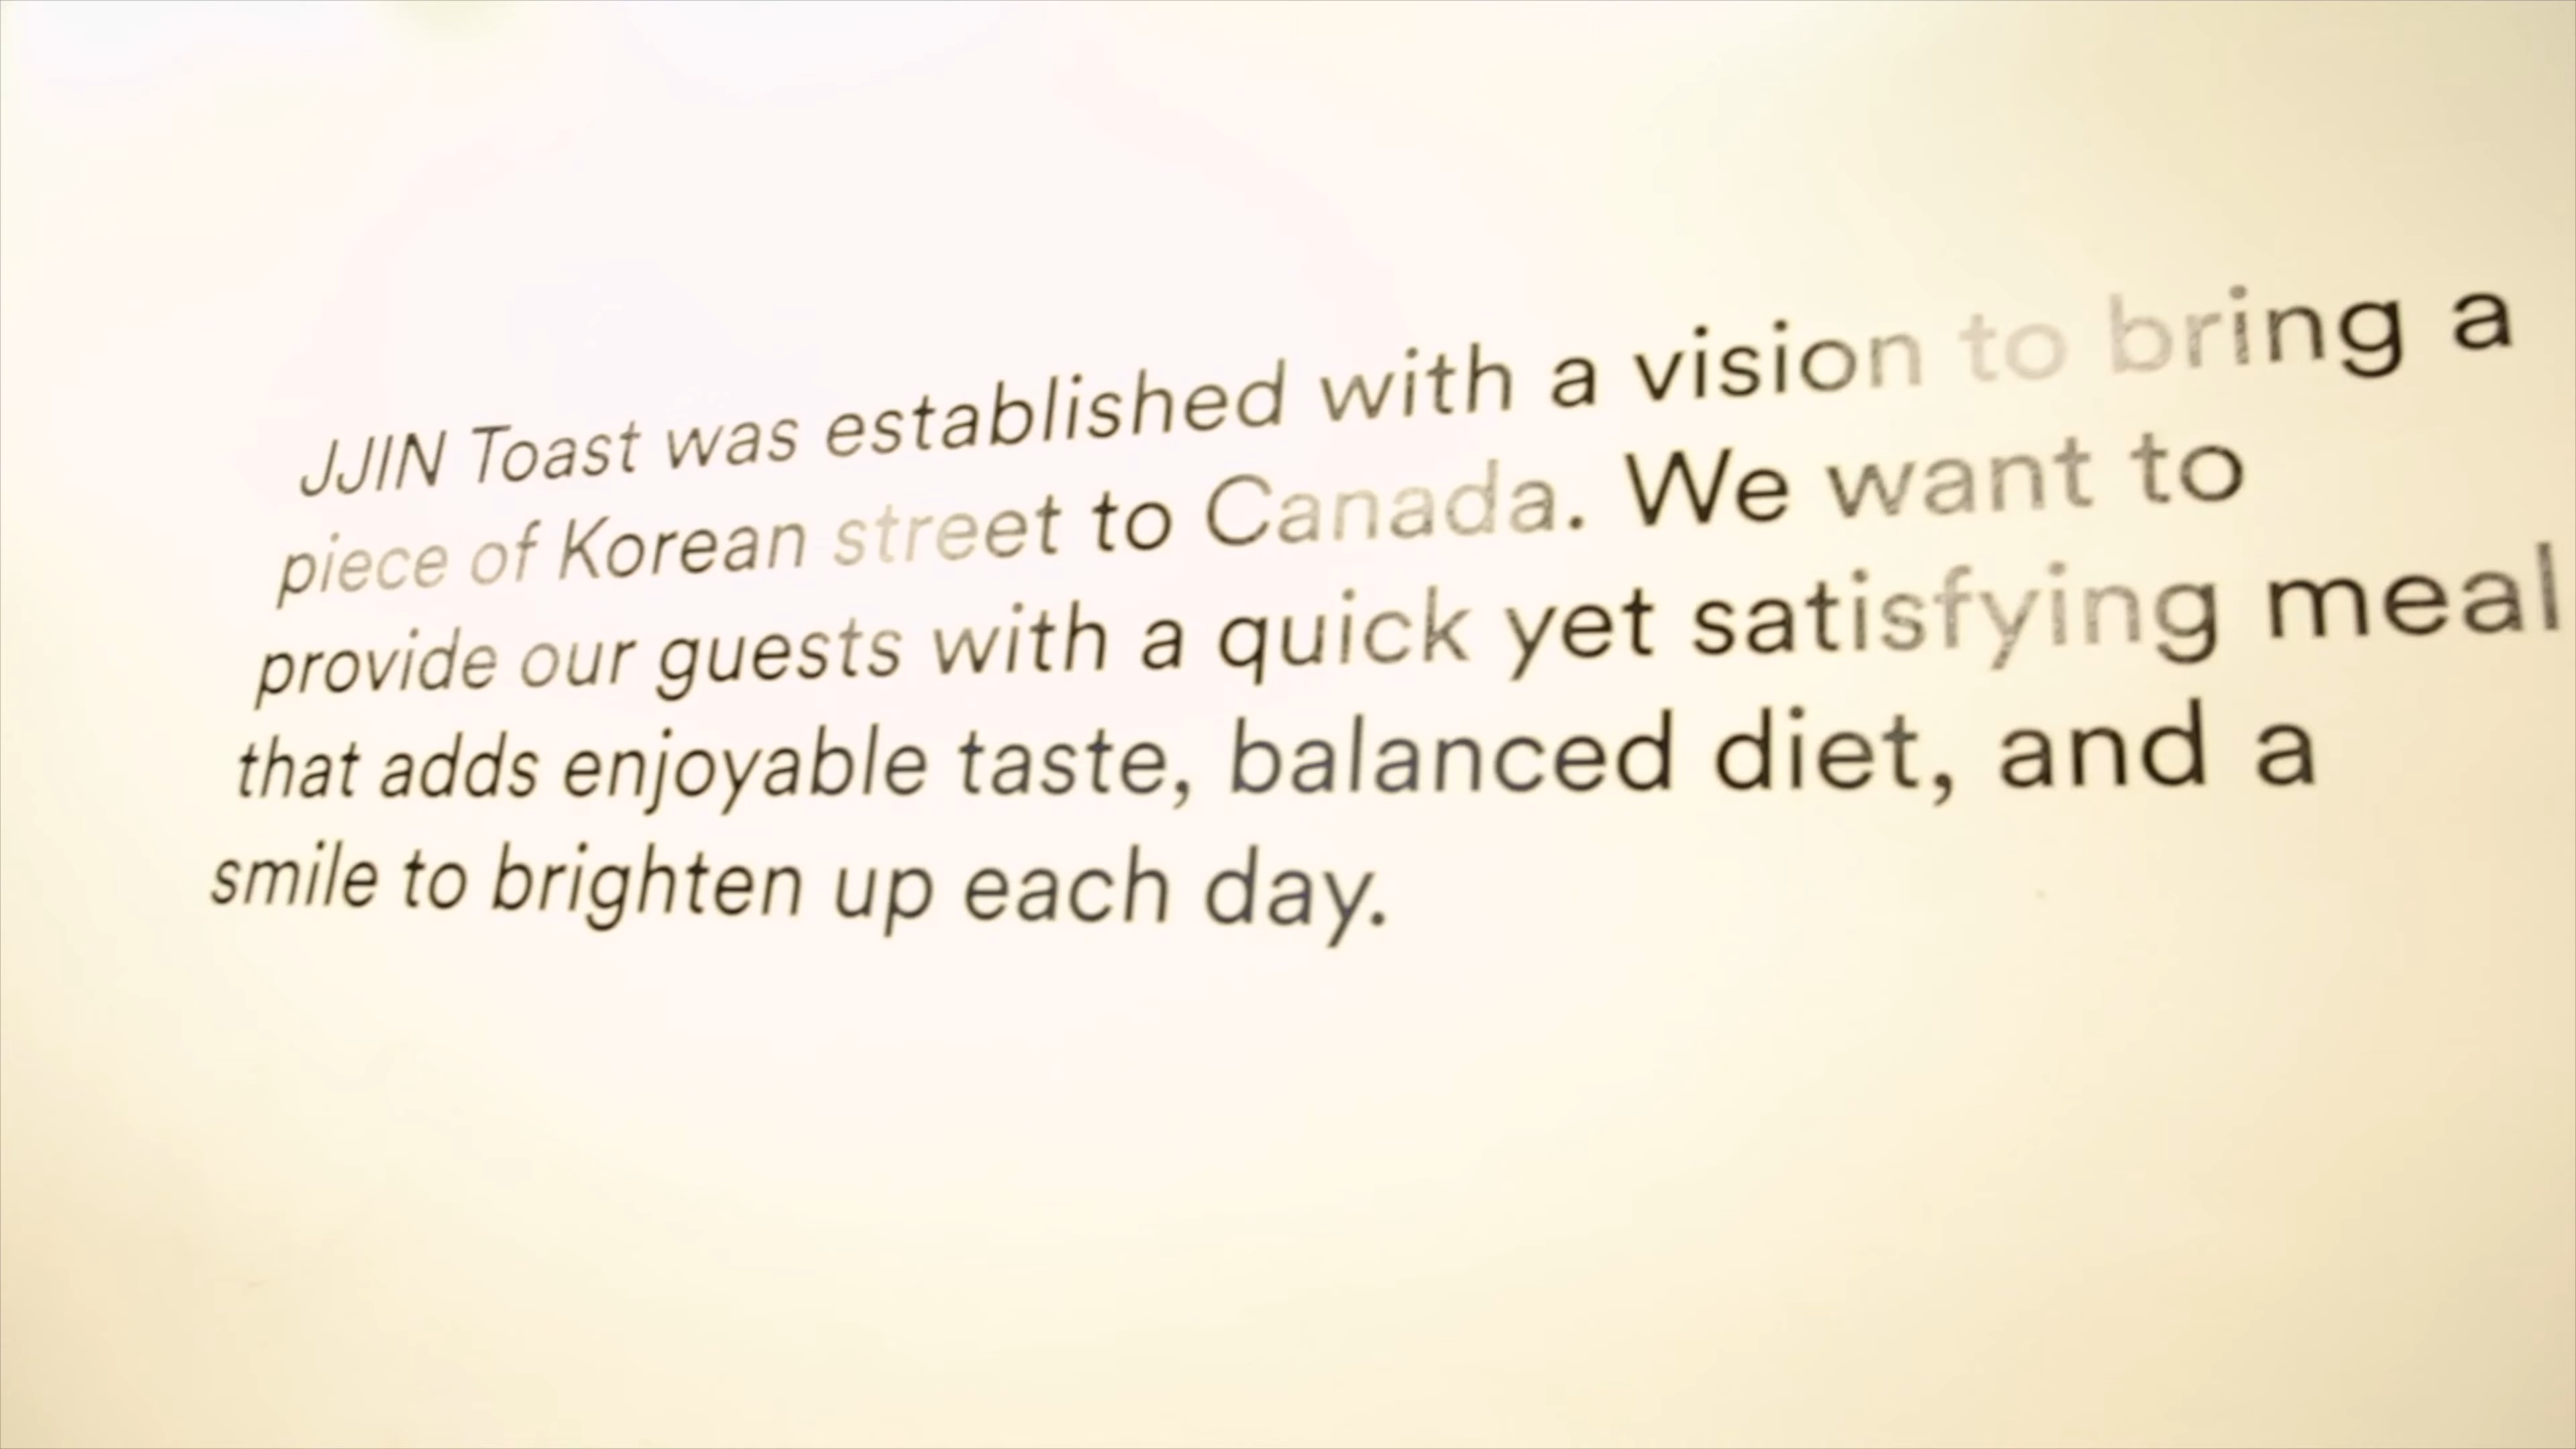 JJIN Toast was established with a vision to bring a
piece of Korean street to Canada. We want to
provide our guests with a quick yet satisfying meal
that adds enjoyable taste, balanced diet, and a
smile to brighten up each day.